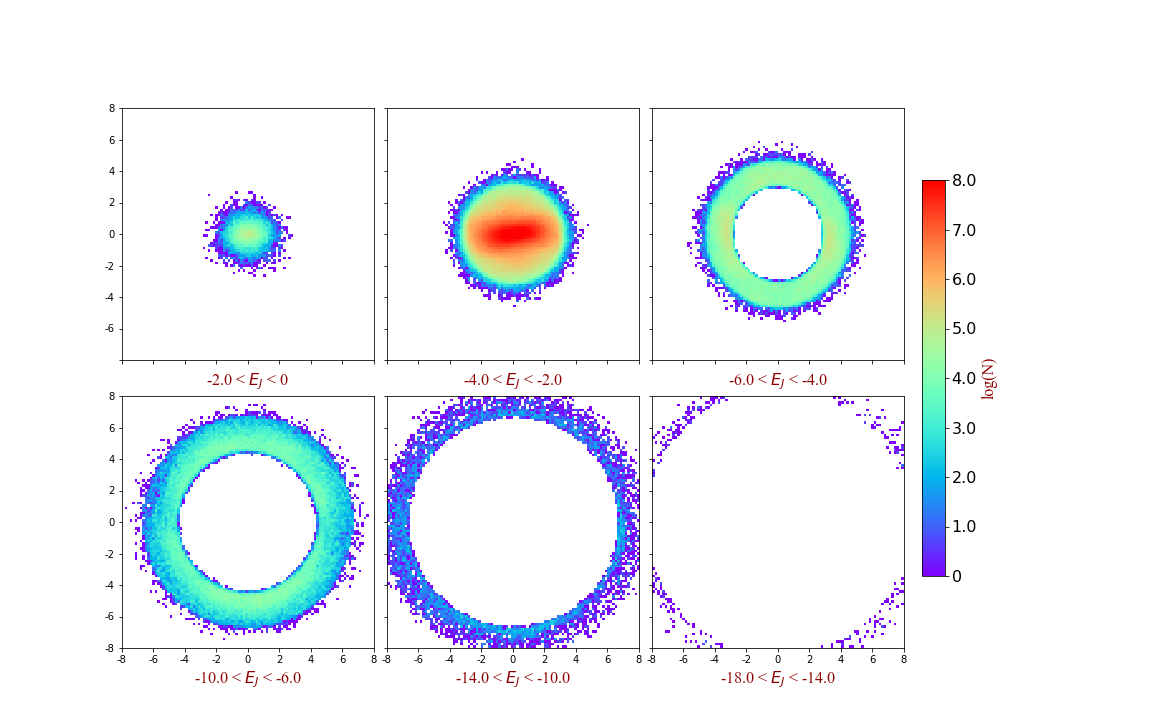 8
6
4
2
0
-2
-4
-6
-2.0 < E_J < 0
-4.0 < E_J < -2.0
-6.0 < E_J < -4.0
8.0
7.0
6.0
5.0
4.0
3.0
2.0
1.0
0
log(N)
8
6
4
2
0
-2
-4
-6
-8
-8 -6 -4 -2 0 2 4 6 8
-8 -6 -4 -2 0 2 4 6 8
-8 -6 -4 -2 0 2 4 6 8
-10.0 < E_J < -6.0
-14.0 < E_J < -10.0
-18.0 < E_J < -14.0